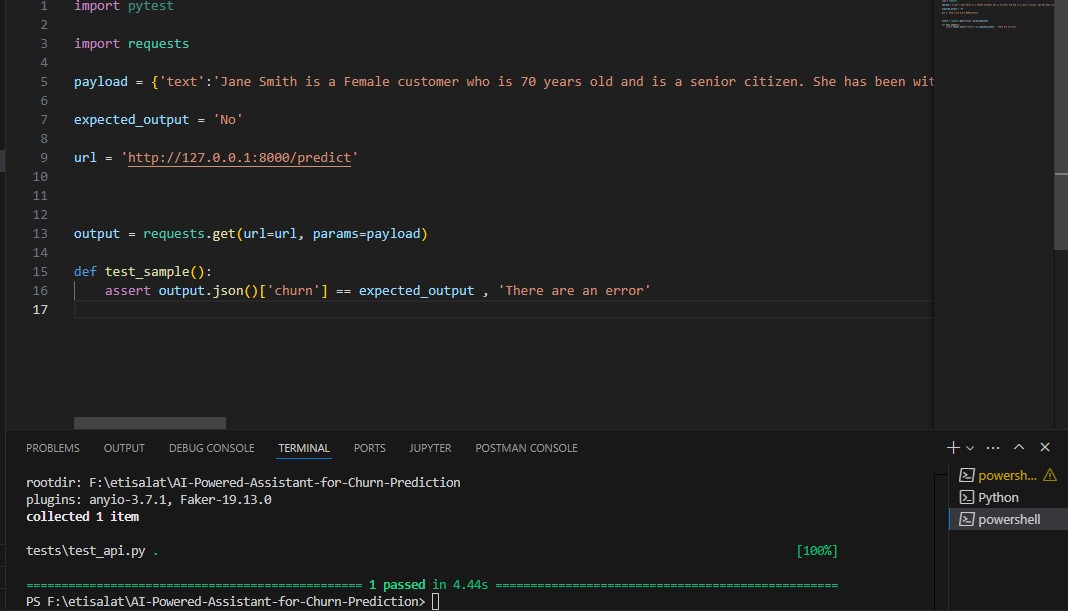 1 import pytest
2
3 import requests
4
5 payload = {'text':'Jane Smith is a Female customer who is 70 years old and is a senior citizen. She has been wit
6
7 expected_output = 'No'
8
9 url = 'http://127.0.0.1:8000/predict'
10
11
12
13 output = requests.get(url=url, params=payload)
14
15 def test_sample():
16 assert output.json()['churn'] == expected_output , 'There are an error'
17
PROBLEMS OUTPUT DEBUG CONSOLE TERMINAL PORTS JUPYTER POSTMAN CONSOLE
rootdir: F:\etisalat\AI-Powered-Assistant-for-Churn-Prediction
plugins: anyio-3.7.1, Faker-19.13.0
collected 1 item
tests\test_api.py . [100%]
============================================== 1 passed in 4.44s ==============================================
PS F:\etisalat\AI-Powered-Assistant-for-Churn-Prediction>
powersh...
Python
powershell